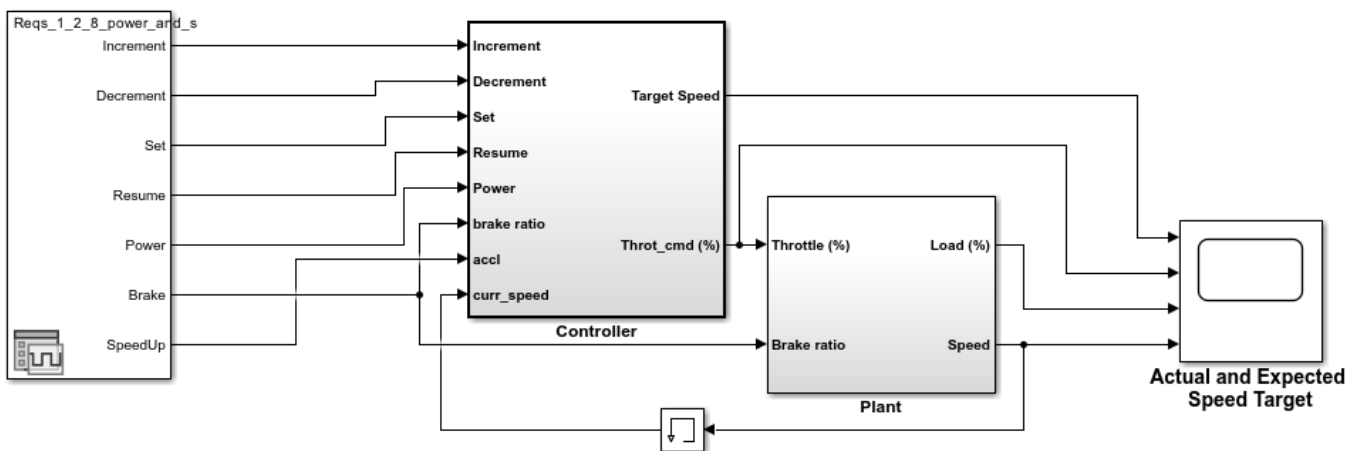 Reqs_1_2_8_power_and_s
Increment
Decrement
Set
Resume
Power
Brake
SpeedUp
Increment
Decrement
Set
Resume
Power
brake ratio
accl
curr_speed
Target Speed
Throt_cmd (%)
Controller
Throttle (%)
Brake ratio
Load (%)
Speed
Plant
Actual and Expected
Speed Target